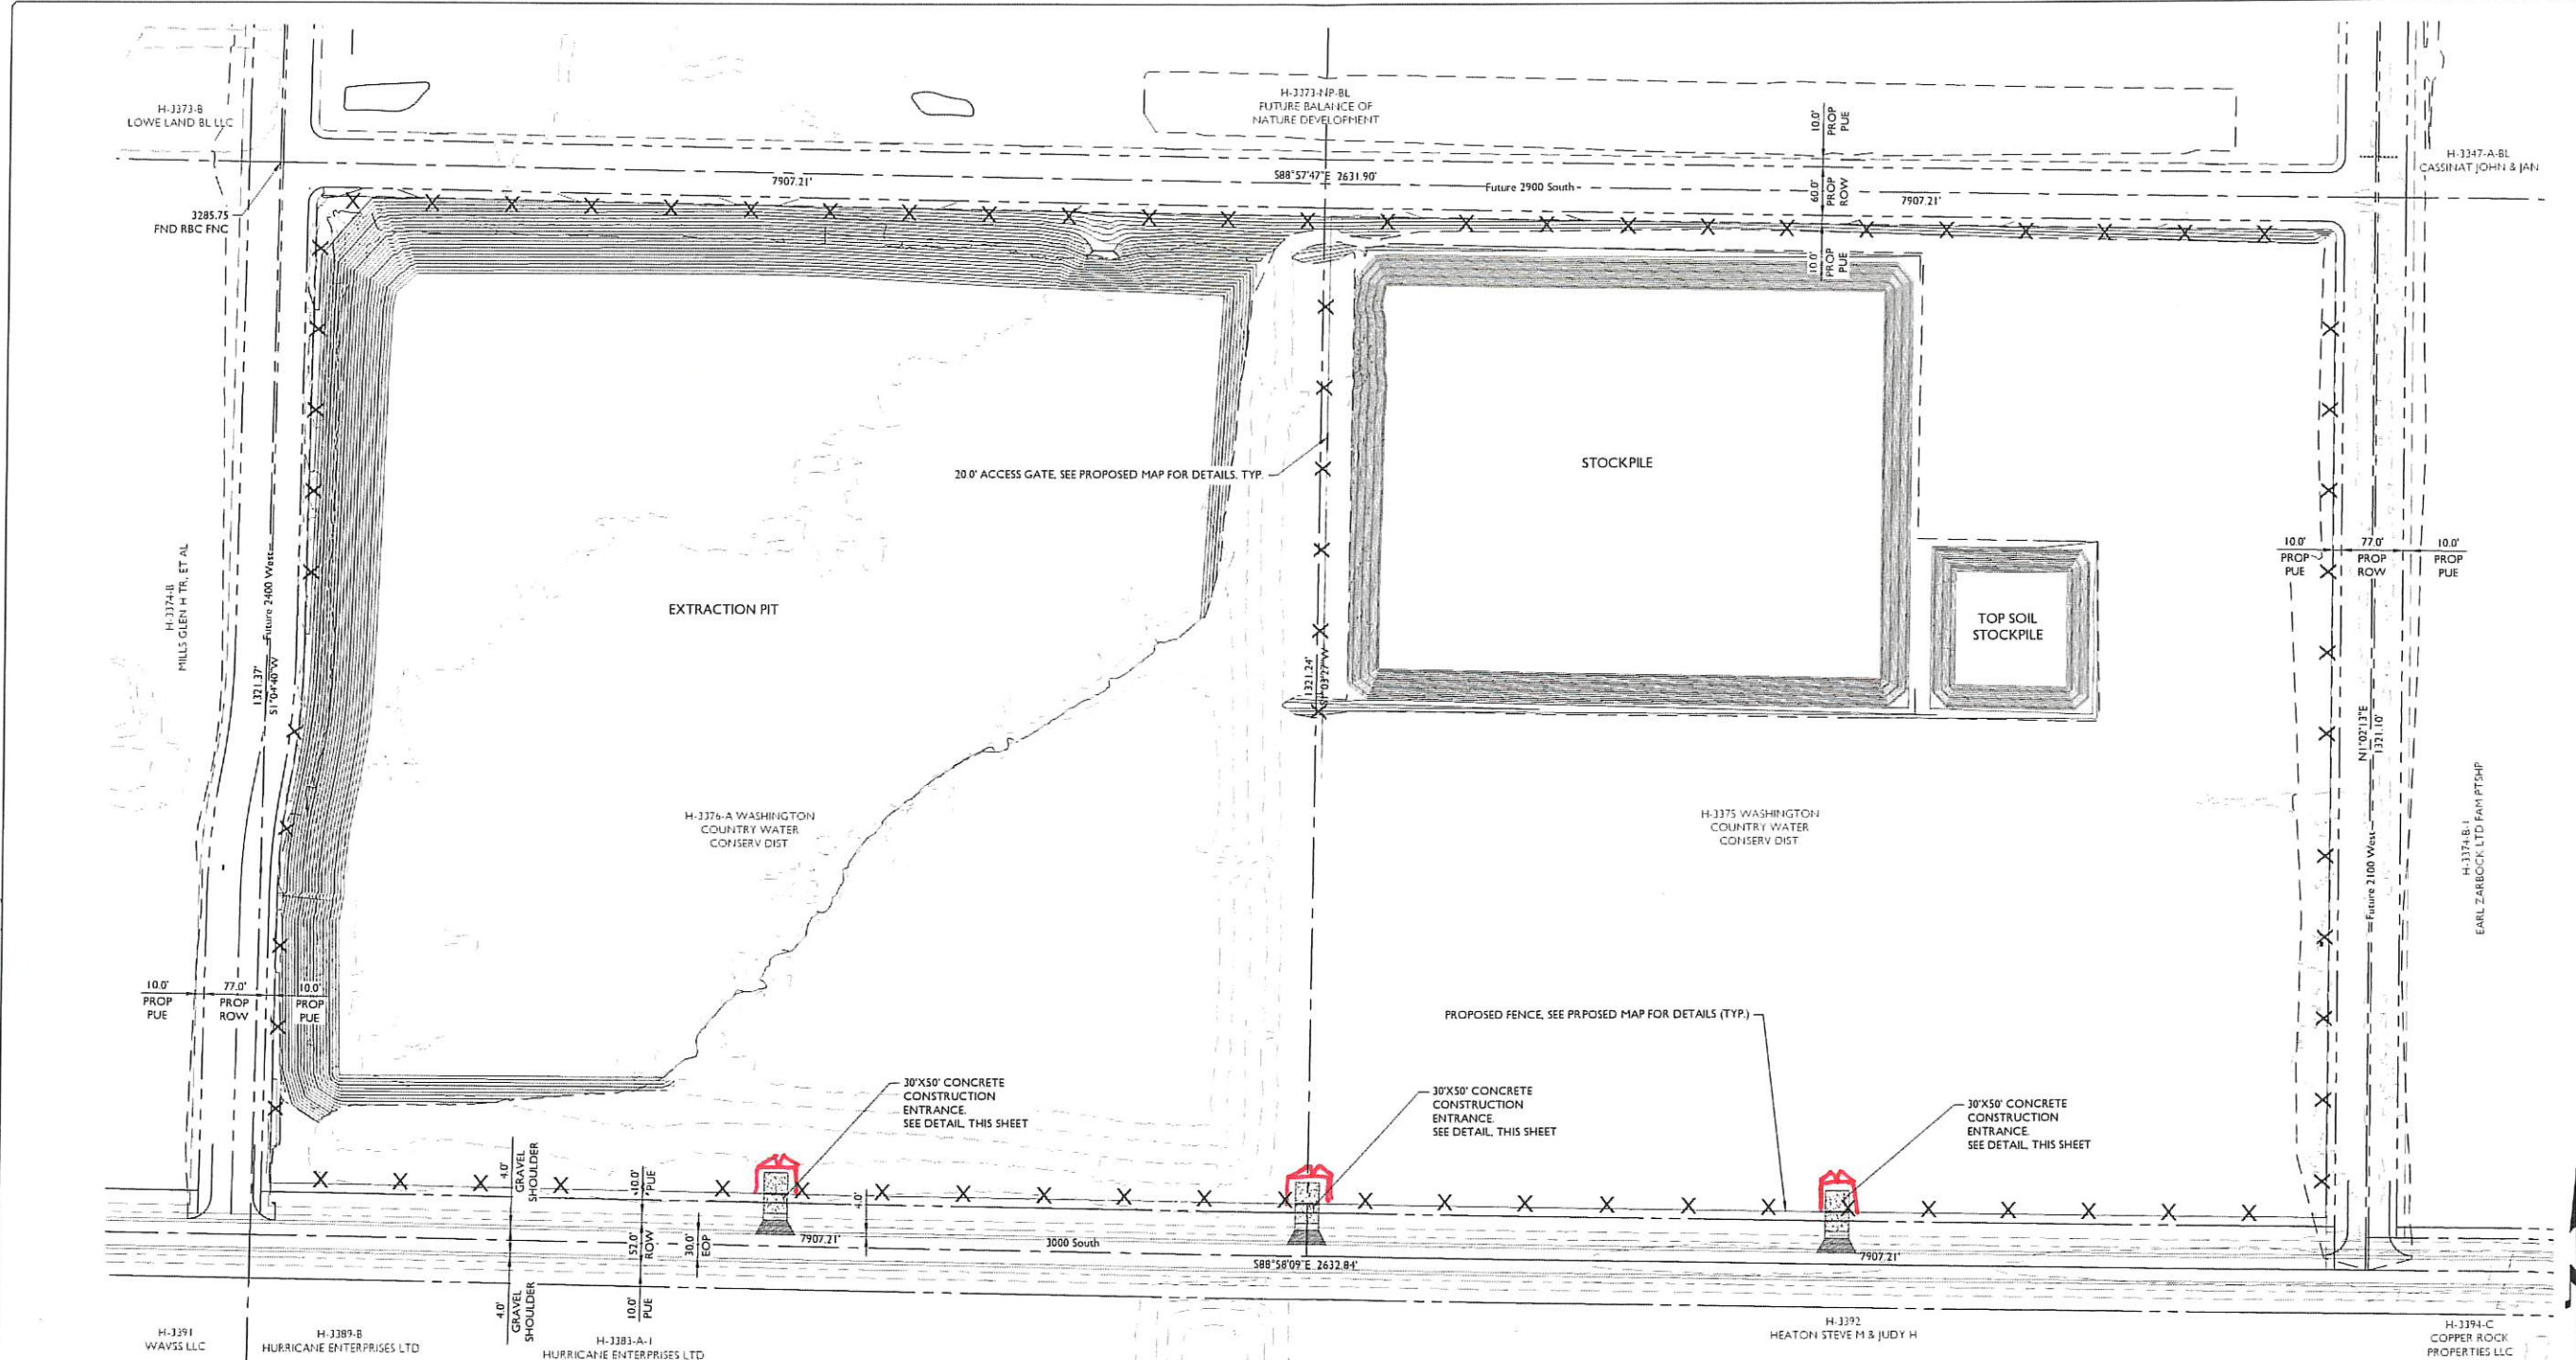 H-3373-B
LOWE LAND BL LLC
H-3373-NP-BL
FUTURE BALANCE OF
NATURE DEVELOPMENT
10.0'
PROP
PUE
H-3347-A-BL
CASSINAT JOHN & JAN
7907.21'
S88°57'47"E 2631.90'
Future 2900 South
60.0'
PROP
ROW
7907.21'
3285.75
FND RBC FNC
10.0'
PROP
PUE
20.0' ACCESS GATE, SEE PROPOSED MAP FOR DETAILS, TYP.
STOCKPILE
H-3374-B
MILLS GLEN H TR, ET AL
Future 2400 West
1321.37'
S1°04'40"W
EXTRACTION PIT
10.0'
PROP
PUE
77.0'
PROP
ROW
10.0'
PROP
PUE
TOP SOIL
STOCKPILE
1321.24'
S1°03'27"W
N1°02'13"E
1321.10'
H-3376-A WASHINGTON
COUNTRY WATER
CONSERV DIST
H-3375 WASHINGTON
COUNTRY WATER
CONSERV DIST
Future 2100 West
H-3374-B-1
EARL ZARBOCK LTD FAM PTSHP
10.0'
PROP
PUE
77.0'
PROP
ROW
10.0'
PROP
PUE
PROPOSED FENCE, SEE PRPOSED MAP FOR DETAILS (TYP.)
30'X50' CONCRETE
CONSTRUCTION
ENTRANCE.
SEE DETAIL, THIS SHEET
30'X50' CONCRETE
CONSTRUCTION
ENTRANCE.
SEE DETAIL, THIS SHEET
30'X50' CONCRETE
CONSTRUCTION
ENTRANCE.
SEE DETAIL, THIS SHEET
4.0'
GRAVEL
SHOULDER
10.0'
PUE
4.0'
52.0'
ROW
30.0'
EOP
7907.21'
3000 South
S88°58'09"E 2632.84'
7907.21'
4.0'
GRAVEL
SHOULDER
10.0'
PUE
H-3391
WAVSS LLC
H-3389-B
HURRICANE ENTERPRISES LTD
H-3383-A-1
HURRICANE ENTERPRISES LTD
H-3392
HEATON STEVE M & JUDY H
H-3394-C
COPPER ROCK
PROPERTIES LLC